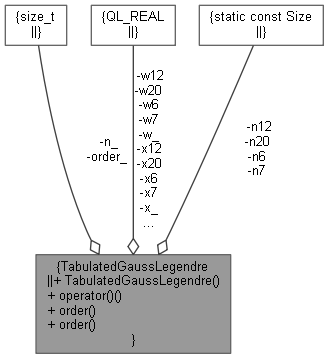 {size_t
||}
{QL_REAL
||}
{static const Size
||}
-n_
-order_
-w12
-w20
-w6
-w7
-w_
-x12
-x20
-x6
-x7
-x_
...
-n12
-n20
-n6
-n7
{TabulatedGaussLegendre
||+ TabulatedGaussLegendre()
+ operator()()
+ order()
+ order()
}